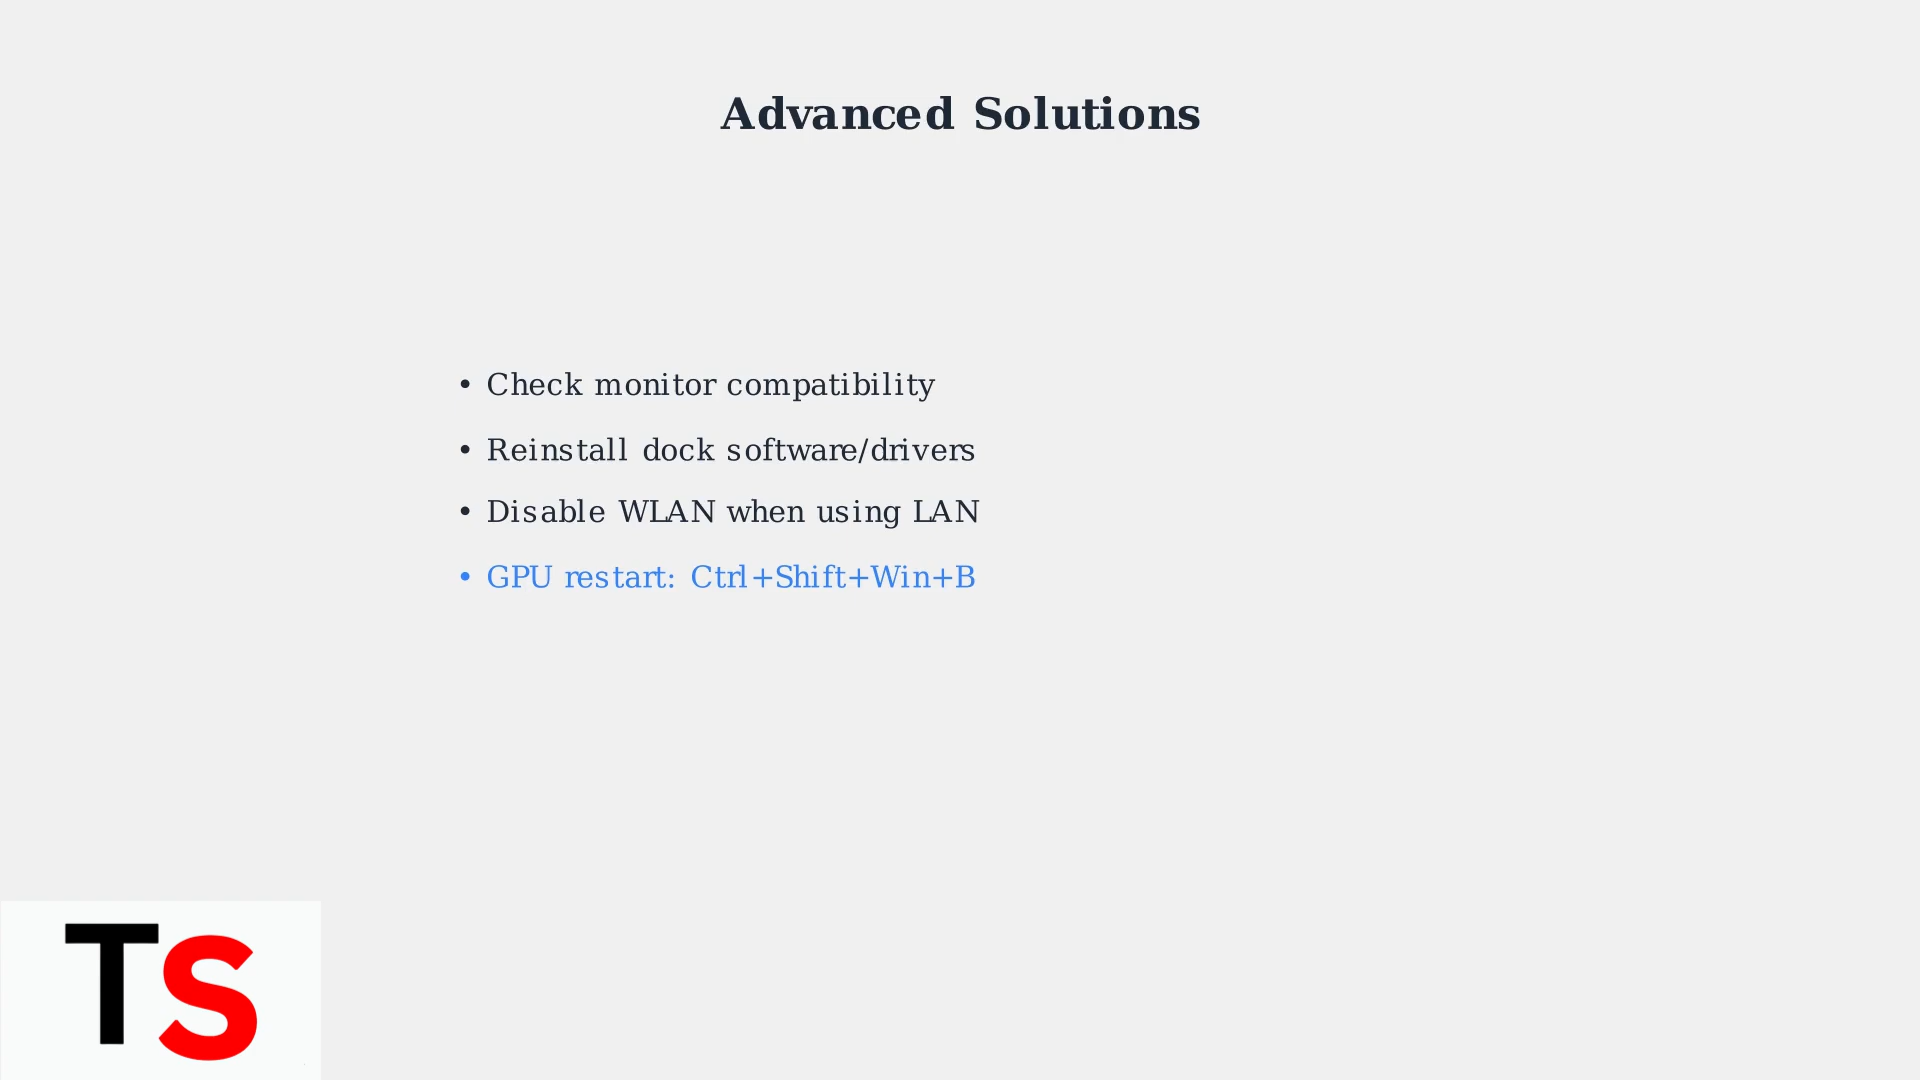 Advanced Solutions
• Check monitor compatibility
• Reinstall dock software/drivers
• Disable WLAN when using LAN
• GPU restart: Ctrl+Shift+Win+B
TS